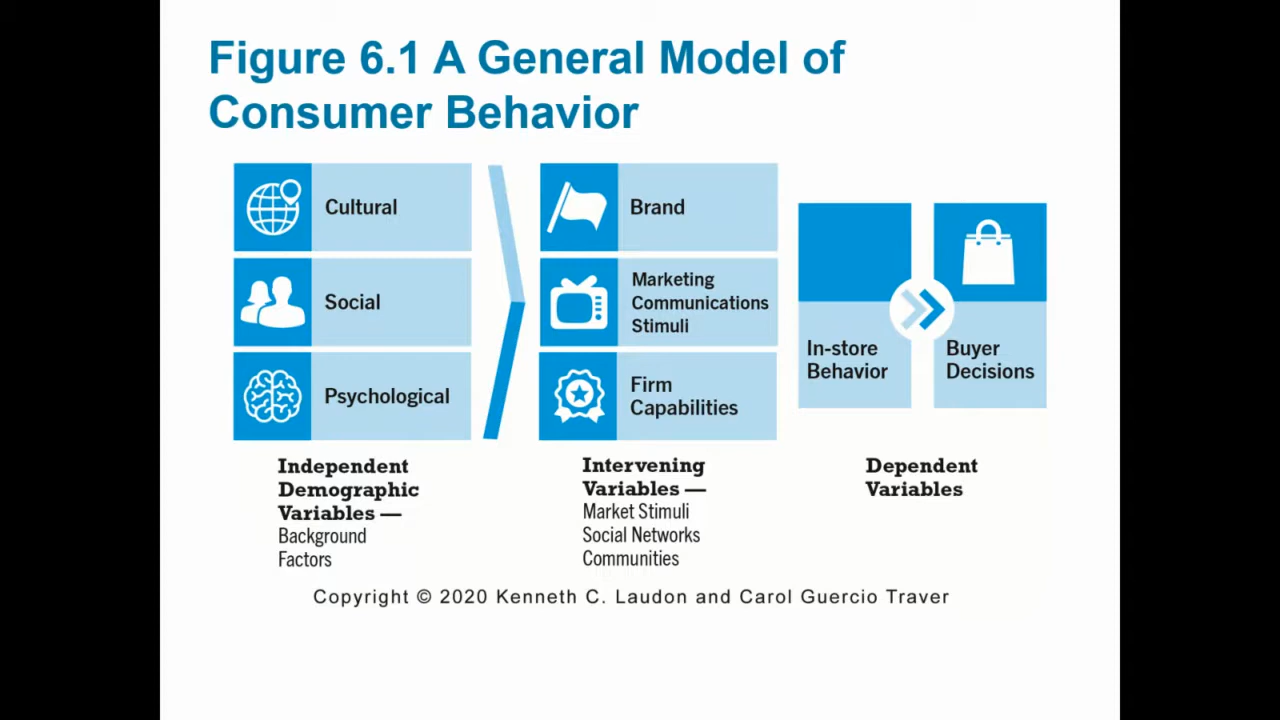 Figure 6.1 A General Model of
Consumer Behavior
Cultural
Social
Psychological
Independent
Demographic
Variables —
Background
Factors
Brand
Marketing
Communications
Stimuli
Firm
Capabilities
Intervening
Variables —
Market Stimuli
Social Networks
Communities
In-store
Behavior
Buyer
Decisions
Dependent
Variables
Copyright © 2020 Kenneth C. Laudon and Carol Guercio Traver